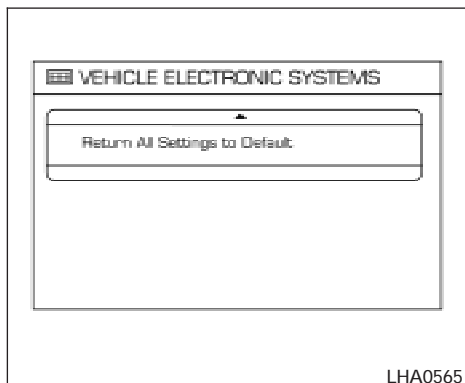 VEHICLE ELECTRONIC SYSTEMS
Return All Settings to Default
LHA0565